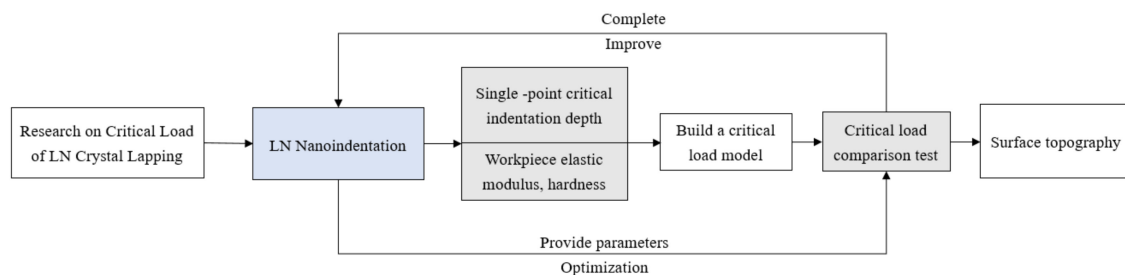 Complete
Improve
Research on Critical Load
of LN Crystal Lapping
LN Nanoindentation
Single -point critical
indentation depth
Workpiece elastic
modulus, hardness
Build a critical
load model
Critical load
comparison test
Surface topography
Provide parameters
Optimization